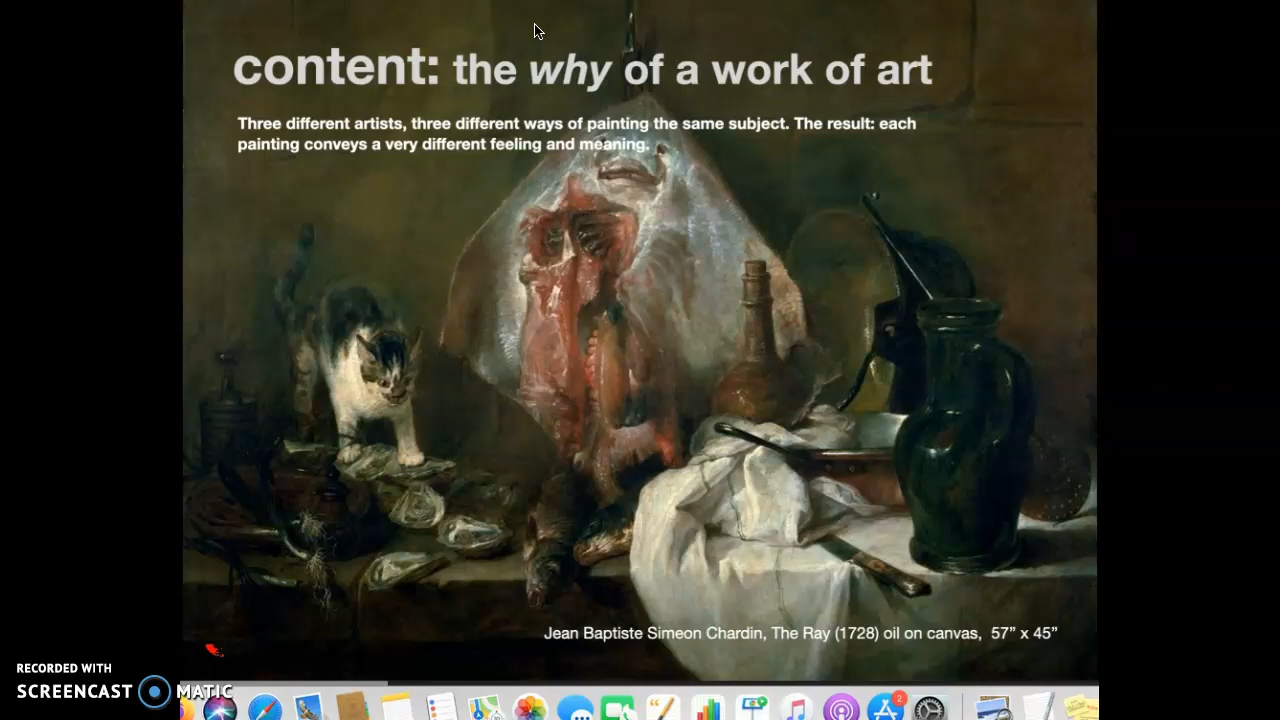 content: the why of a work of art
Three different artists, three different ways of painting the same subject. The result: each
painting conveys a very different feeling and meaning.
Jean Baptiste Simeon Chardin, The Ray (1728) oil on canvas, 57” x 45”
RECORDED WITH
SCREENCAST MATIC
2